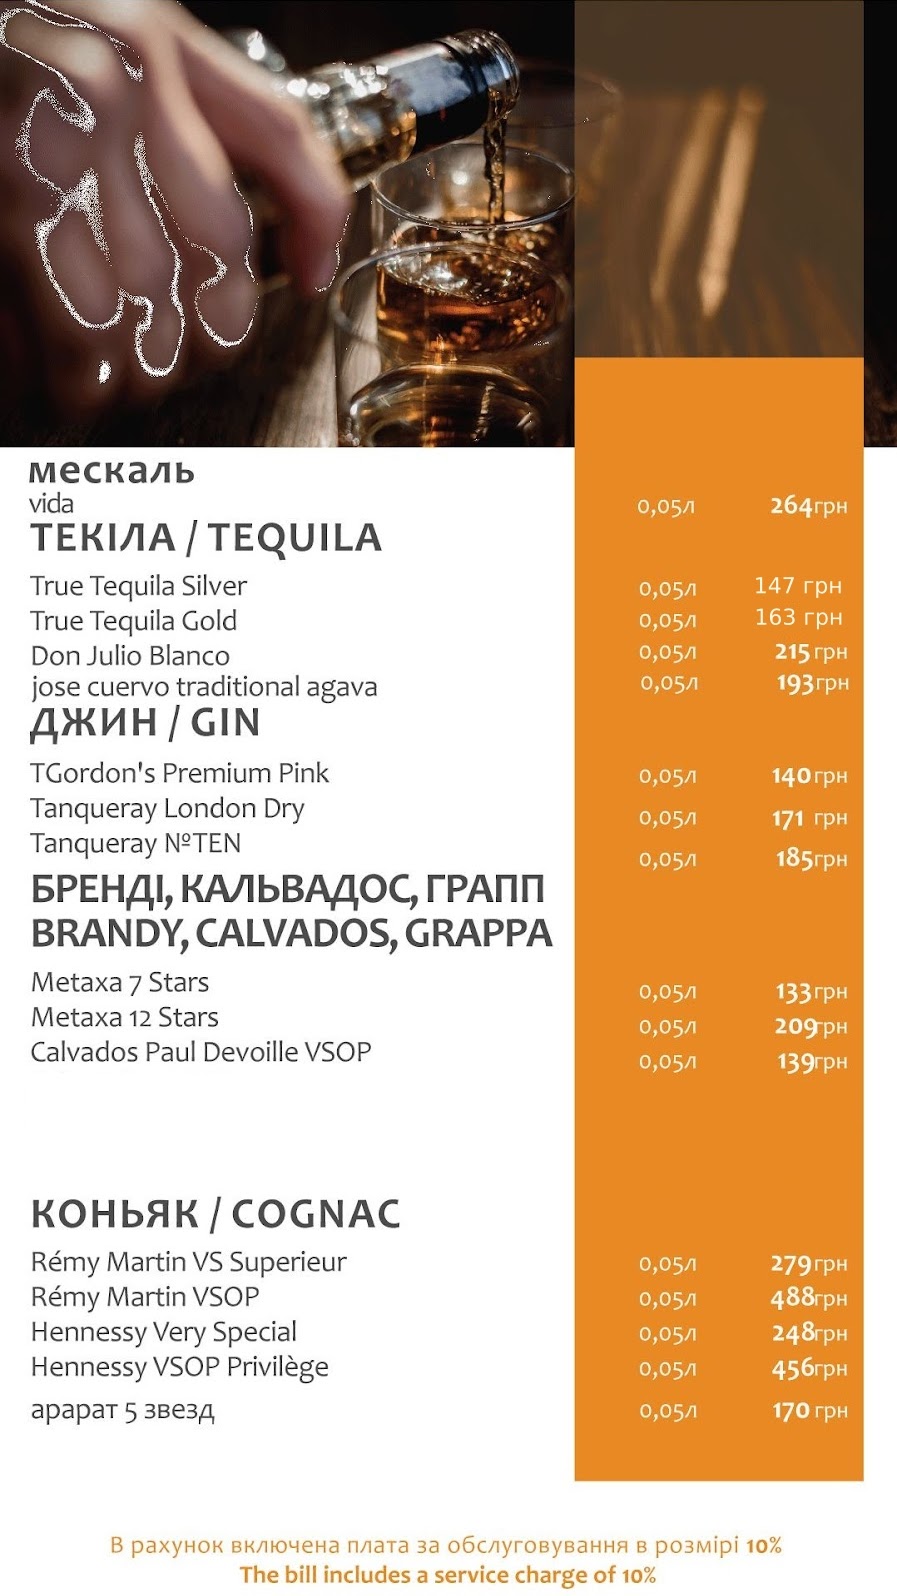 мескаль
vida 0,05л 264грн
ТЕКІЛА / TEQUILA
True Tequila Silver 0,05л 147 грн
True Tequila Gold 0,05л 163 грн
Don Julio Blanco 0,05л 215 грн
jose cuervo traditional agava 0,05л 193грн
ДЖИН / GIN
TGordon's Premium Pink 0,05л 140 грн
Tanqueray London Dry 0,05л 171 грн
Tanqueray №TEN 0,05л 185грн
БРЕНДІ, КАЛЬВАДОС, ГРАПП
BRANDY, CALVADOS, GRAPPA
Metaxa 7 Stars 0,05л 133грн
Metaxa 12 Stars 0,05л 209грн
Calvados Paul Devoille VSOP 0,05л 139грн
КОНЬЯК / COGNAC
Rémy Martin VS Superieur 0,05л 279грн
Rémy Martin VSOP 0,05л 488грн
Hennessy Very Special 0,05л 248грн
Hennessy VSOP Privilège 0,05л 456грн
арарат 5 звезд 0,05л 170 грн
В рахунок включена плата за обслуговування в розмірі 10%
The bill includes a service charge of 10%